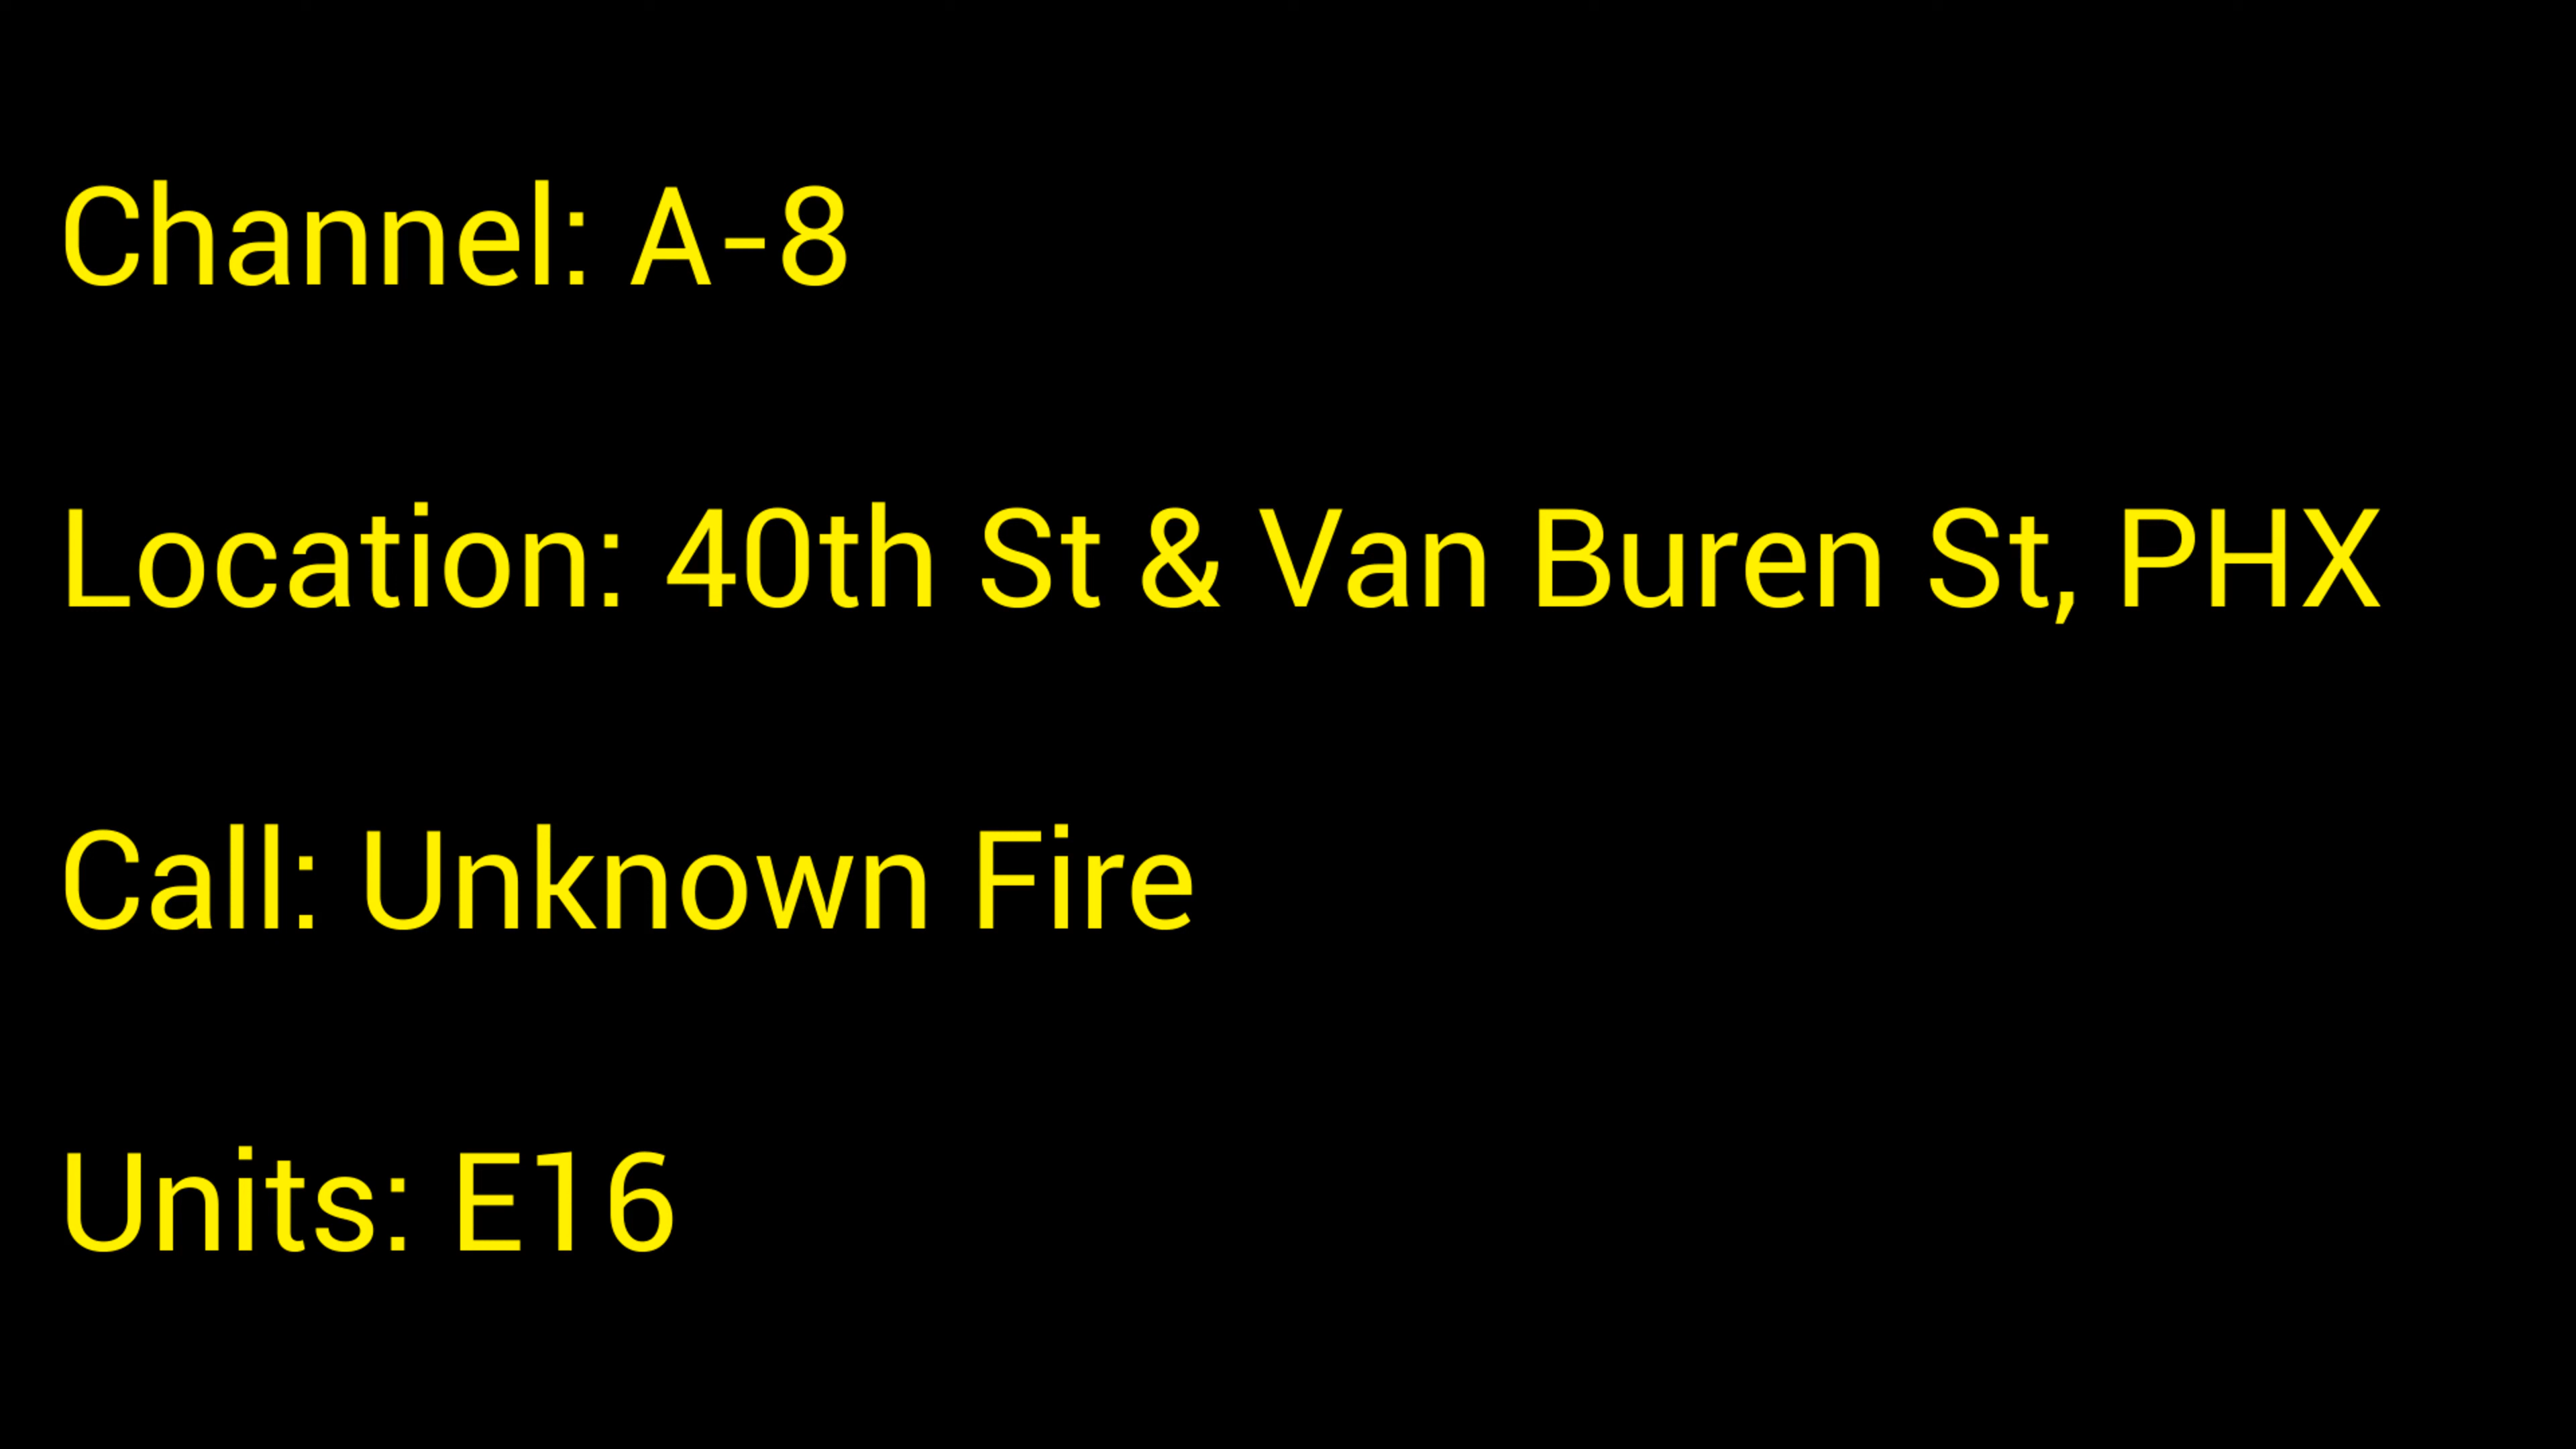 Channel: A-8
Location: 40th St & Van Buren St, PHX
Call: Unknown Fire
Units: E16